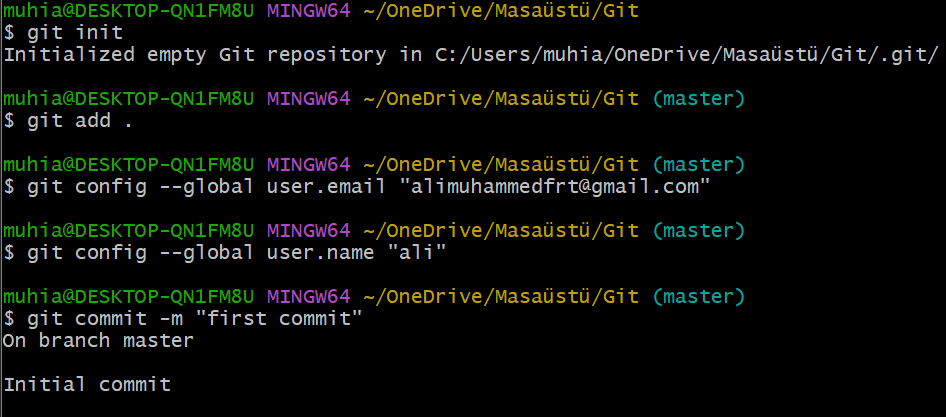 muhia@DESKTOP-QN1FM8U MINGW64 ~/OneDrive/Masaüstü/Git
$ git init
Initialized empty Git repository in C:/Users/muhia/OneDrive/Masaüstü/Git/.git/
muhia@DESKTOP-QN1FM8U MINGW64 ~/OneDrive/Masaüstü/Git (master)
$ git add .
muhia@DESKTOP-QN1FM8U MINGW64 ~/OneDrive/Masaüstü/Git (master)
$ git config --global user.email "alimuhammedfrt@gmail.com"
muhia@DESKTOP-QN1FM8U MINGW64 ~/OneDrive/Masaüstü/Git (master)
$ git config --global user.name "ali"
muhia@DESKTOP-QN1FM8U MINGW64 ~/OneDrive/Masaüstü/Git (master)
$ git commit -m "first commit"
On branch master
Initial commit